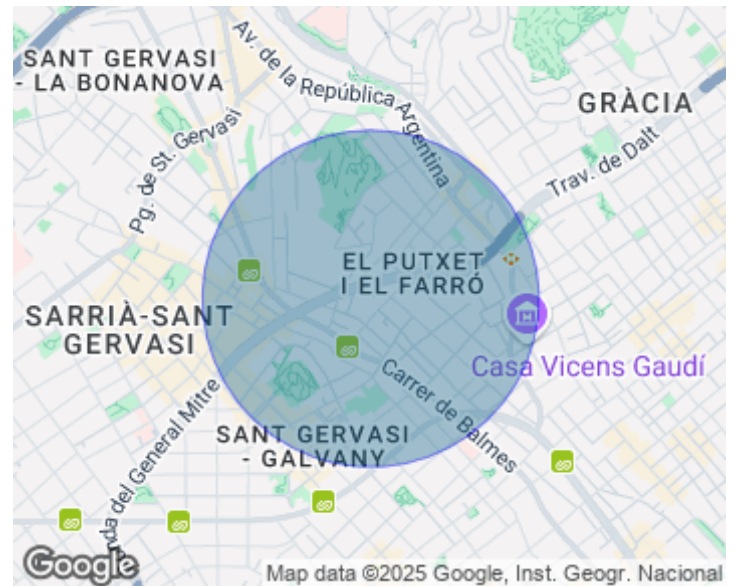 SANT GERVASI
- LA BONANOVA
Av. de la República Argentina
GRÀCIA
Pg. de St. Gervasi
Trav. de Dalt
EL PUTXET
I EL FARRÓ
SARRIÀ-SANT
GERVASI
Casa Vicens Gaudí
Carrer de Balmes
SANT GERVASI
- GALVANY
nda del General Mitre
Google
Map data ©2025 Google, Inst. Geogr. Nacional